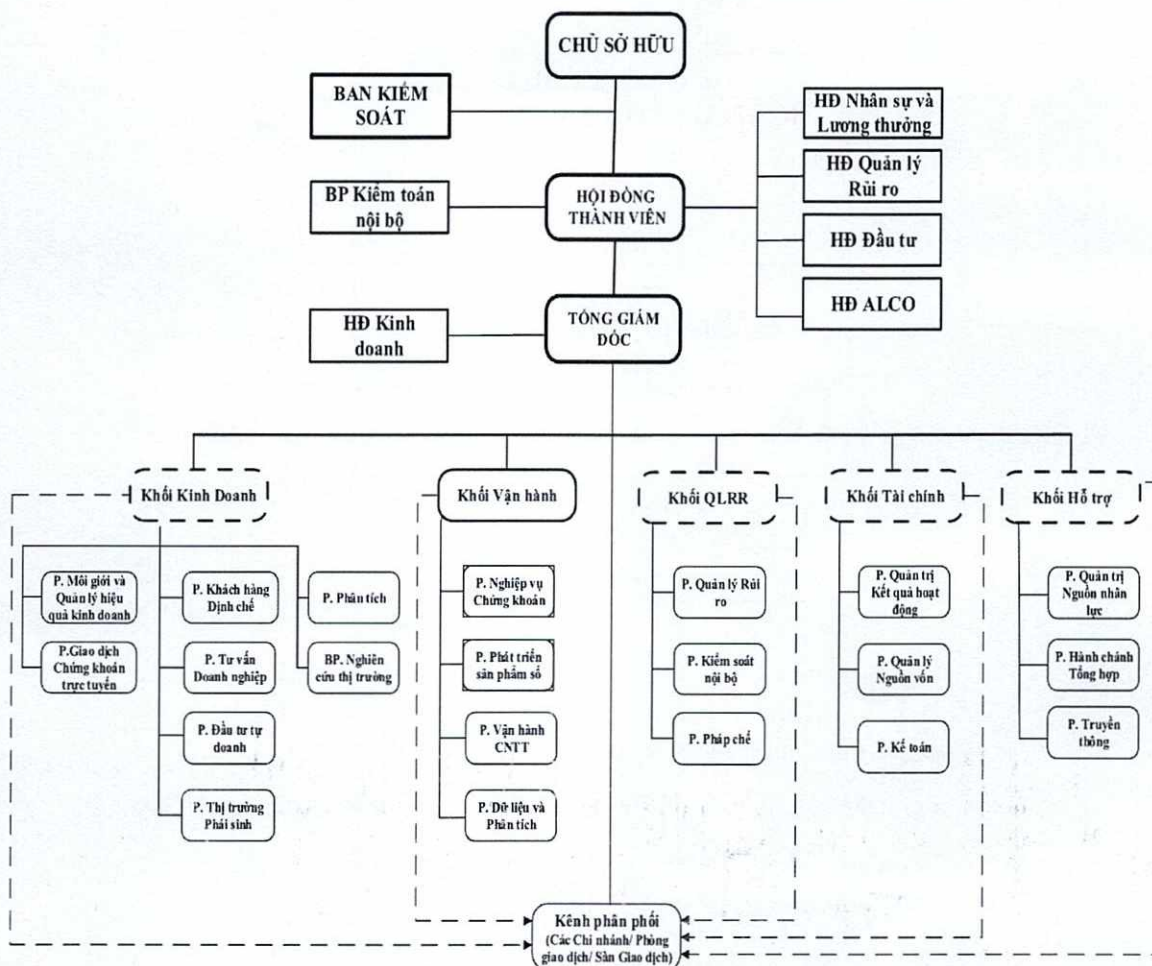 CHỦ SỞ HỮU
BAN KIỂM
SOÁT
HĐ Nhân sự và
Lương thưởng
HĐ Quản lý
Rủi ro
BP Kiểm toán
nội bộ
HỘI ĐỒNG
THÀNH VIÊN
HĐ Đầu tư
HĐ ALCO
HĐ Kinh
doanh
TỔNG GIÁM
ĐỐC
Khối Kinh Doanh
Khối Vận hành
Khối QLRR
Khối Tài chính
Khối Hỗ trợ
P. Môi giới và
Quản lý hiệu
quả kinh doanh
P.Giao dịch
Chứng khoán
trực tuyến
P. Khách hàng
Định chế
P. Tư vấn
Doanh nghiệp
P. Đầu tư tự
doanh
P. Thị trường
Phái sinh
P. Phân tích
BP. Nghiên
cứu thị trường
P. Nghiệp vụ
Chứng khoán
P. Phát triển
sản phẩm số
P. Vận hành
CNTT
P. Dữ liệu và
Phân tích
P. Quản lý Rủi
ro
P. Kiểm soát
nội bộ
P. Pháp chế
P. Quản trị
Kết quả hoạt
động
P. Quản lý
Nguồn vốn
P. Kế toán
P. Quản trị
Nguồn nhân
lực
P. Hành chánh
Tổng hợp
P. Truyền
thông
Kênh phân phối
(Các Chi nhánh/ Phòng
giao dịch/ Sàn Giao dịch)